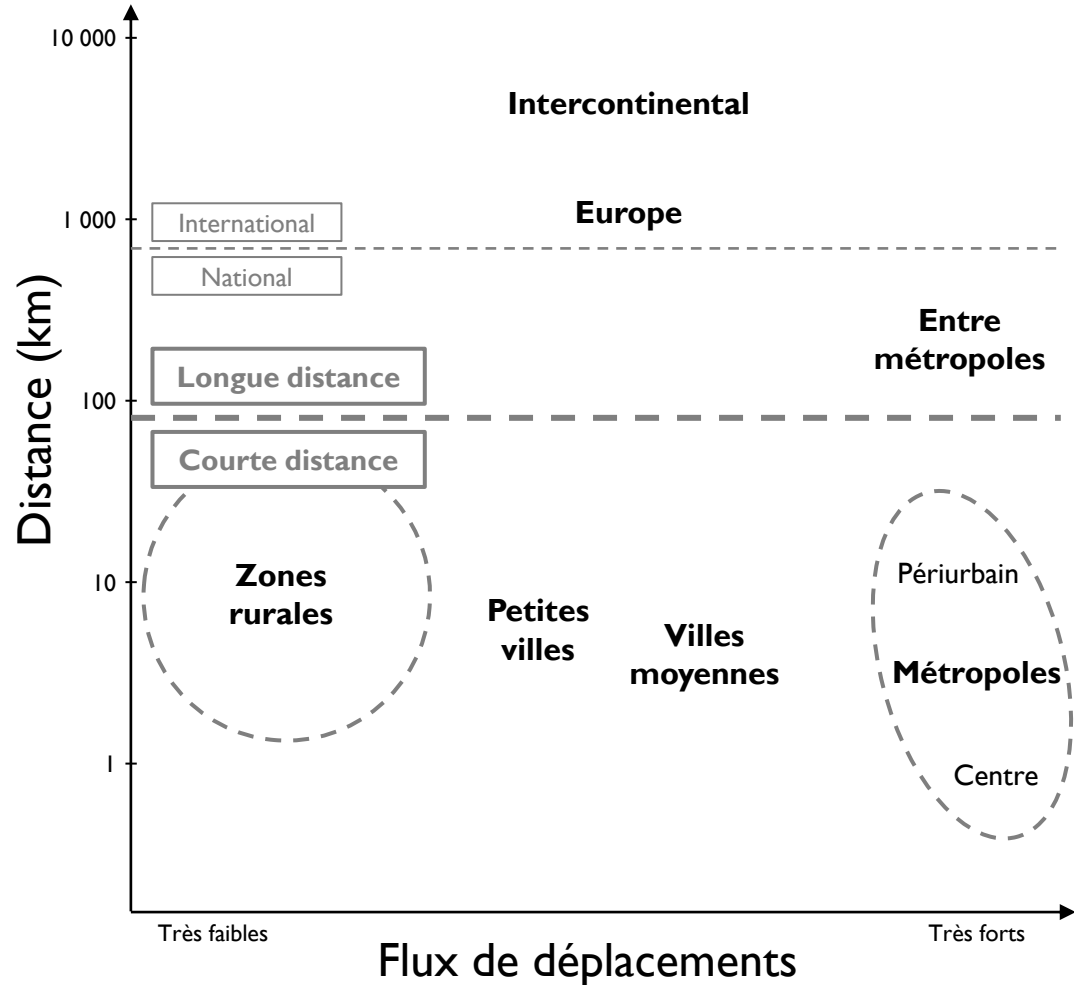 10 000
Intercontinental
1 000
International
Europe
National
Entre
métropoles
Longue distance
100
Courte distance
Distance (km)
Périurbain
10
Zones
rurales
Petites
villes
Villes
moyennes
Métropoles
1
Centre
Très faibles
Très forts
Flux de déplacements